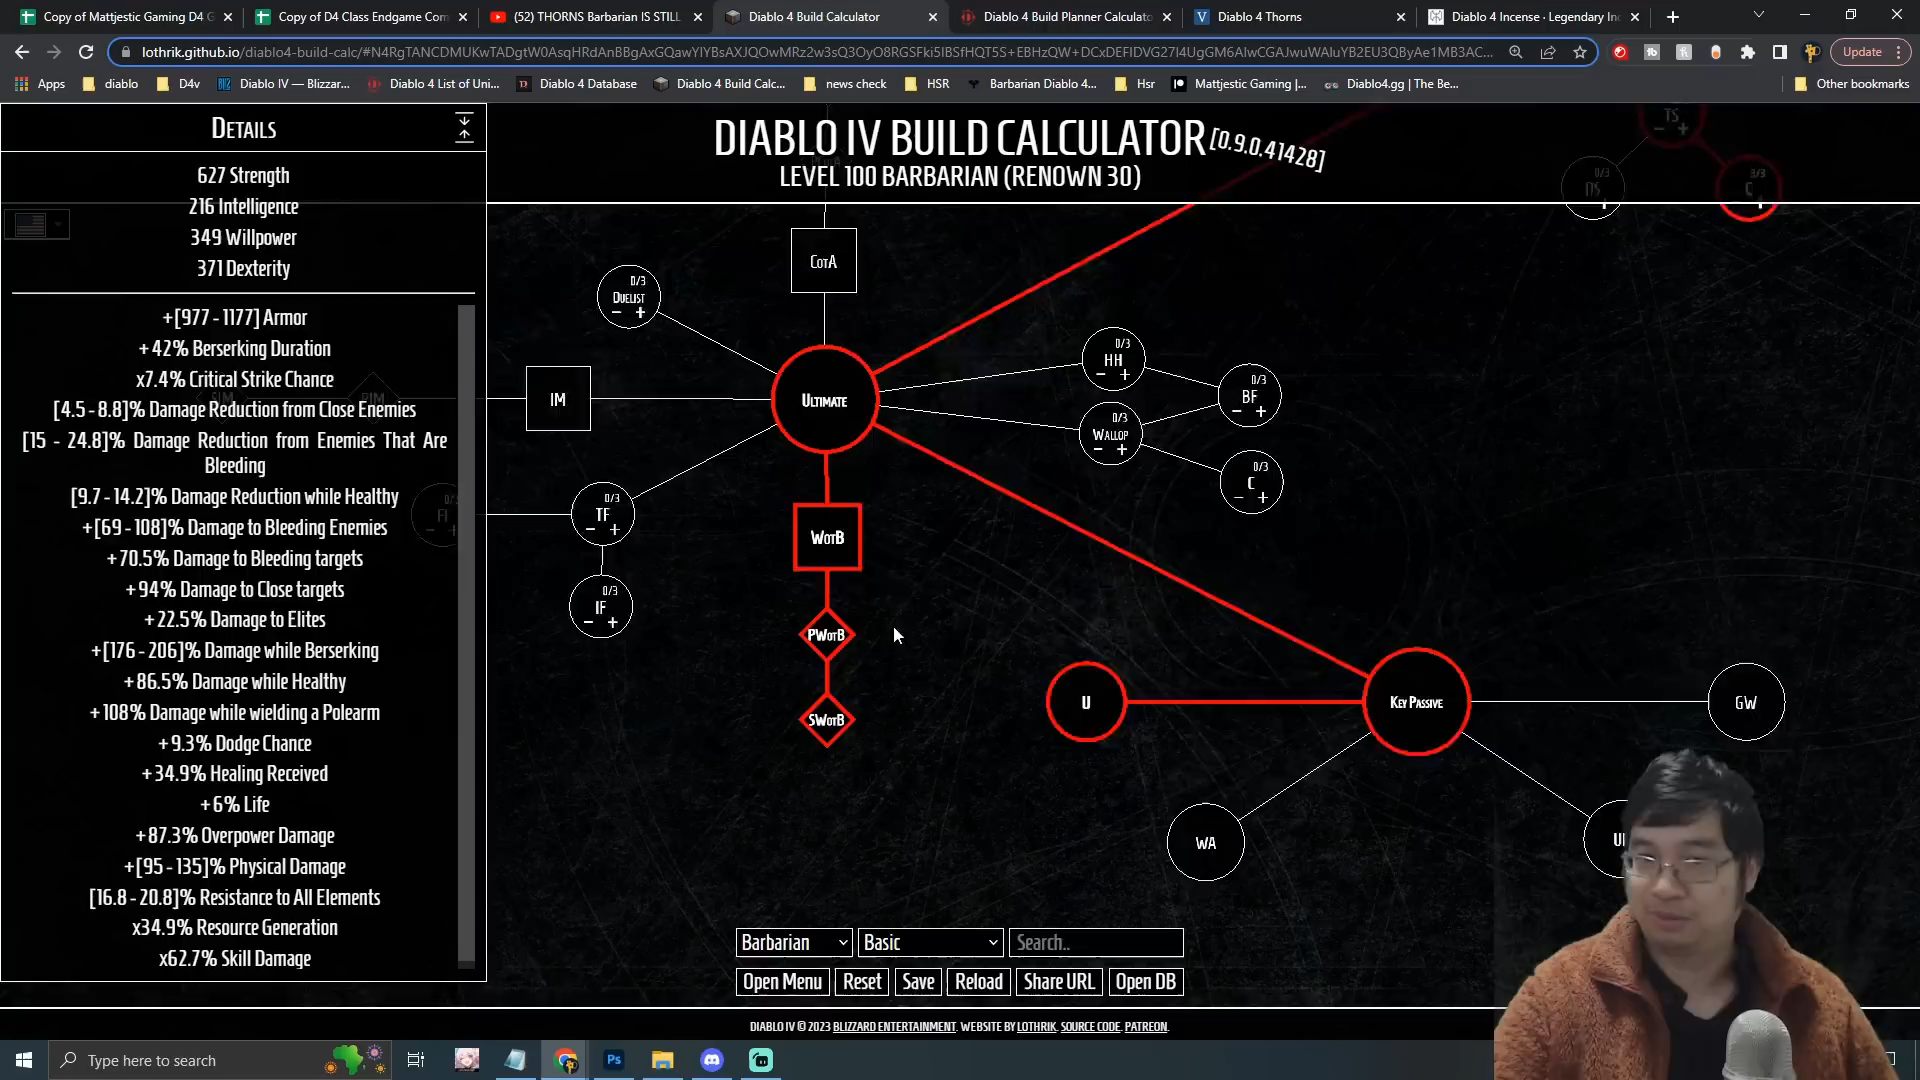 Copy of Mattjestic Gaming D4 G
Copy of D4 Class Endgame Com
(52) THORNS Barbarian IS STILL
Diablo 4 Build Calculator
Diablo 4 Build Planner Calculato
Diablo 4 Thorns
Diablo 4 Incense · Legendary Inc
lothrik.github.io/diablo4-build-calc/#N4RgTANCDMUKwTADgtW0AsqHRdAnBBgAxGQawYlYBsAXJQOwMRz2w3sQ3OyO8RGSFki5IBSfHQT5S+EBHzQW+DCxDEFIDVG27I4UgGM6AlwCGAJwuWAIuYB2EU3QByAe1MB3AC...
Update
Apps
diablo
D4v
Diablo IV — Blizzar...
Diablo 4 List of Uni...
Diablo 4 Database
Diablo 4 Build Calc...
news check
HSR
Barbarian Diablo 4...
Hsr
Mattjestic Gaming |...
Diablo4.gg | The Be...
Other bookmarks
DETAILS
627 Strength
216 Intelligence
349 Willpower
371 Dexterity
+[977 - 1177] Armor
+42% Berserking Duration
x7.4% Critical Strike Chance
[4.5 - 8.8]% Damage Reduction from Close Enemies
[15 - 24.8]% Damage Reduction from Enemies That Are
Bleeding
[9.7 - 14.2]% Damage Reduction while Healthy
+[69 - 108]% Damage to Bleeding Enemies
+70.5% Damage to Bleeding targets
+94% Damage to Close targets
+22.5% Damage to Elites
+[176 - 206]% Damage while Berserking
+86.5% Damage while Healthy
+108% Damage while wielding a Polearm
+9.3% Dodge Chance
+34.9% Healing Received
+6% Life
+87.3% Overpower Damage
+[95 - 135]% Physical Damage
[16.8 - 20.8]% Resistance to All Elements
x34.9% Resource Generation
x62.7% Skill Damage
DIABLO IV BUILD CALCULATOR [0.9.0.41428]
LEVEL 100 BARBARIAN (RENOWN 30)
TS
- +
0/3
+
3/3
C
+
COTA
0/3
DUELIST
- +
IM
ULTIMATE
0/3
HH
- +
0/3
BF
- +
0/3
WALLOP
- +
0/3
C
- +
0/3
TF
- +
0/3
IF
- +
WOTB
PWOTB
SWOTB
U
KEY PASSIVE
GW
WA
Barbarian
Basic
Search..
Open Menu
Reset
Save
Reload
Share URL
Open DB
DIABLO IV © 2023 BLIZZARD ENTERTAINMENT. WEBSITE BY LOTHRIK. SOURCE CODE. PATREON.
Type here to search
Ps